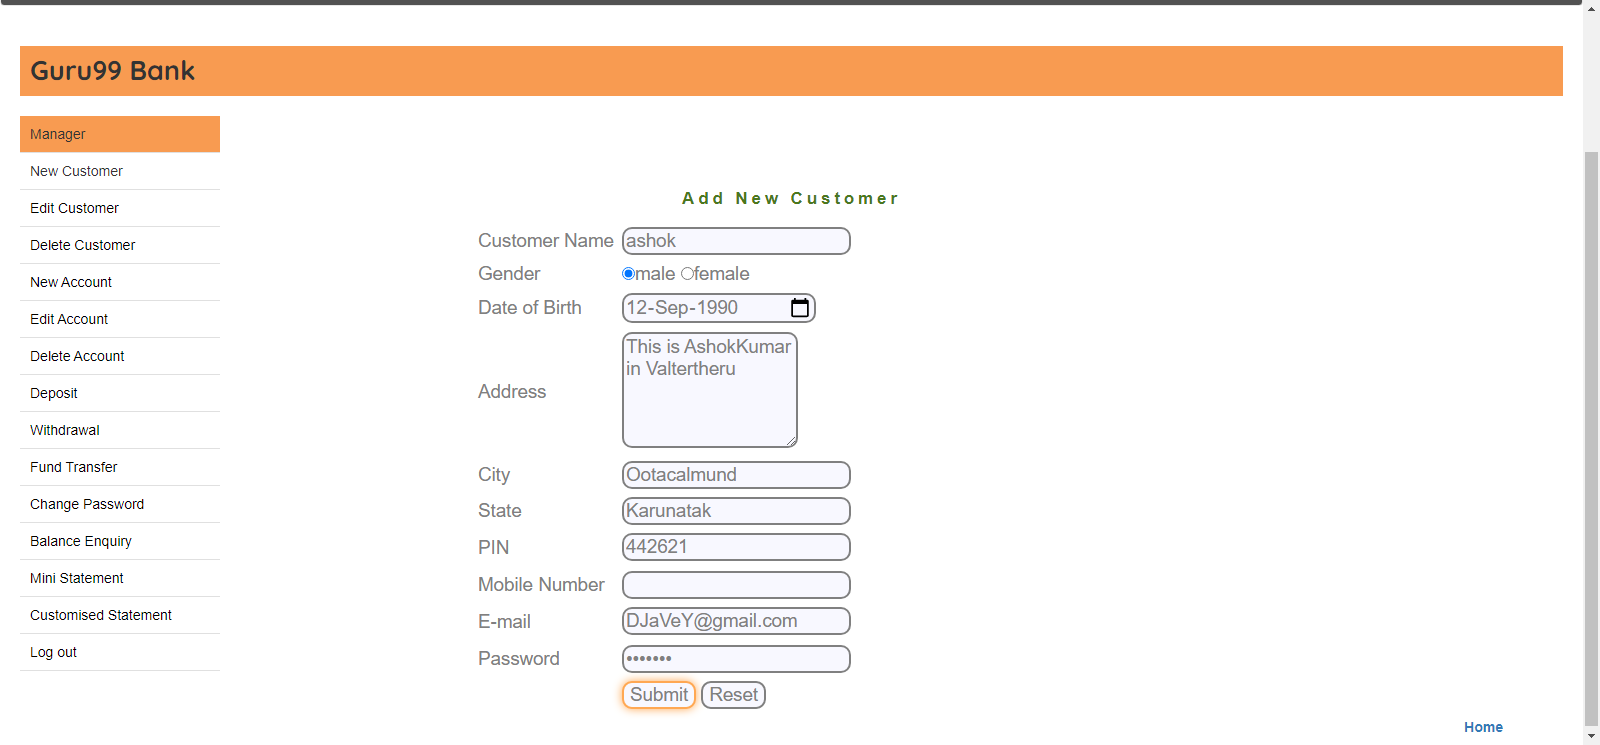 Guru99 Bank
Manager
New Customer
Edit Customer
Delete Customer
New Account
Edit Account
Delete Account
Deposit
Withdrawal
Fund Transfer
Change Password
Balance Enquiry
Mini Statement
Customised Statement
Log out
Add New Customer
Customer Name ashok
Gender male female
Date of Birth 12-Sep-1990
Address This is AshokKumar
in Valtertheru
City Ootacalmund
State Karunatak
PIN 442621
Mobile Number
E-mail DJaVeY@gmail.com
Password •••••••
Submit Reset
Home